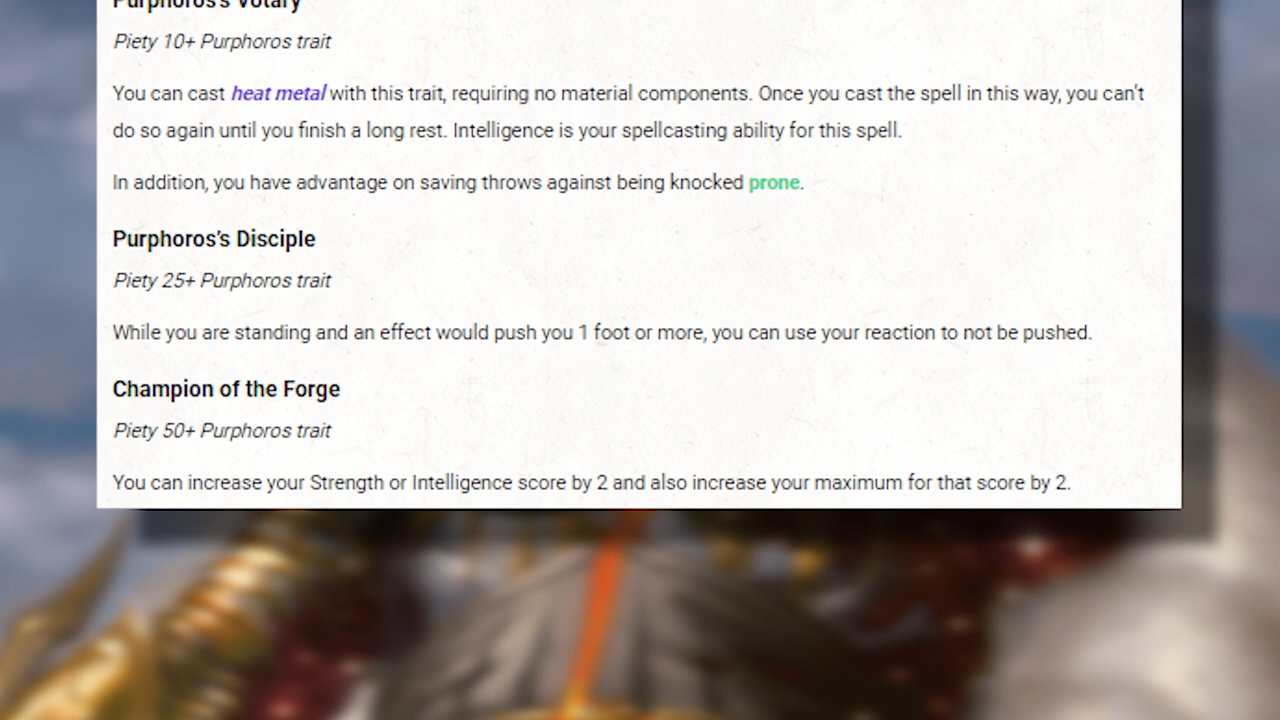 Purphoros's Votary
Piety 10+ Purphoros trait
You can cast heat metal with this trait, requiring no material components. Once you cast the spell in this way, you can't
do so again until you finish a long rest. Intelligence is your spellcasting ability for this spell.
In addition, you have advantage on saving throws against being knocked prone.
Purphoros's Disciple
Piety 25+ Purphoros trait
While you are standing and an effect would push you 1 foot or more, you can use your reaction to not be pushed.
Champion of the Forge
Piety 50+ Purphoros trait
You can increase your Strength or Intelligence score by 2 and also increase your maximum for that score by 2.